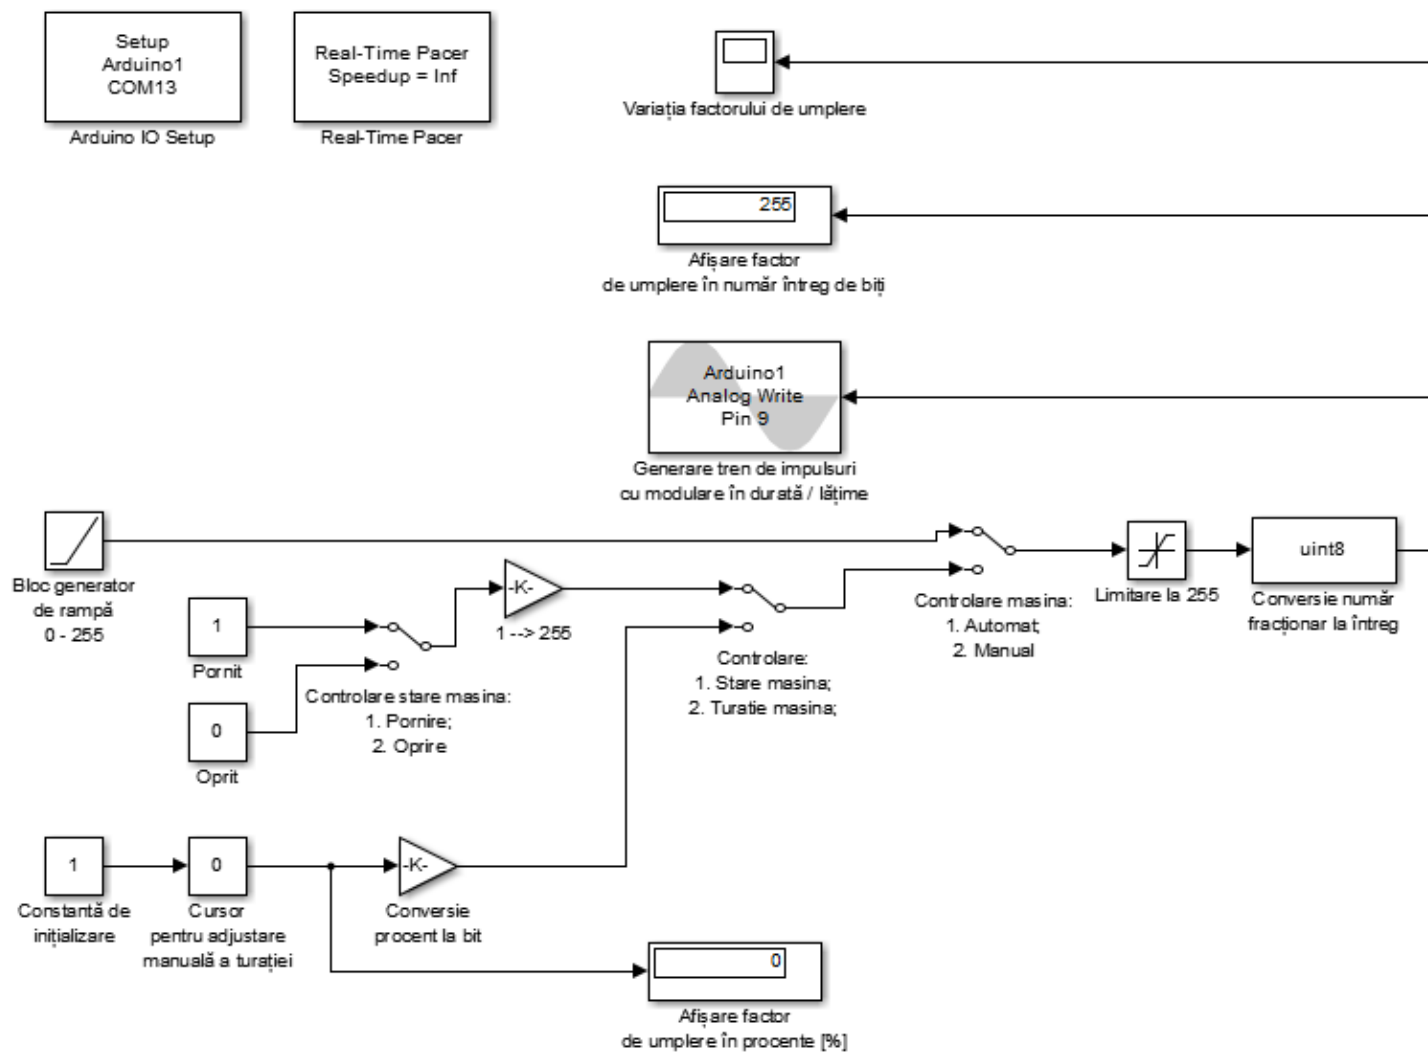 Setup
Arduino1
COM13
Arduino IO Setup
Real-Time Pacer
Speedup = Inf
Real-Time Pacer
Variația factorului de umplere
255
Afișare factor
de umplere în număr întreg de biți
Arduino1
Analog Write
Pin 9
Generare tren de impulsuri
cu modulare în durată / lățime
Bloc generator
de rampă
0 - 255
1
Pornit
0
Oprit
Controlare stare masina:
1. Pornire;
2. Oprire
-K-
1 --> 255
Controlare:
1. Stare masina;
2. Turatie masina;
Controlare masina:
1. Automat;
2. Manual
Limitare la 255
uint8
Conversie număr
fracționar la întreg
1
Constantă de
inițializare
0
Cursor
pentru adjustare
manuală a turației
-K-
Conversie
procent la bit
0
Afișare factor
de umplere în procente [%]